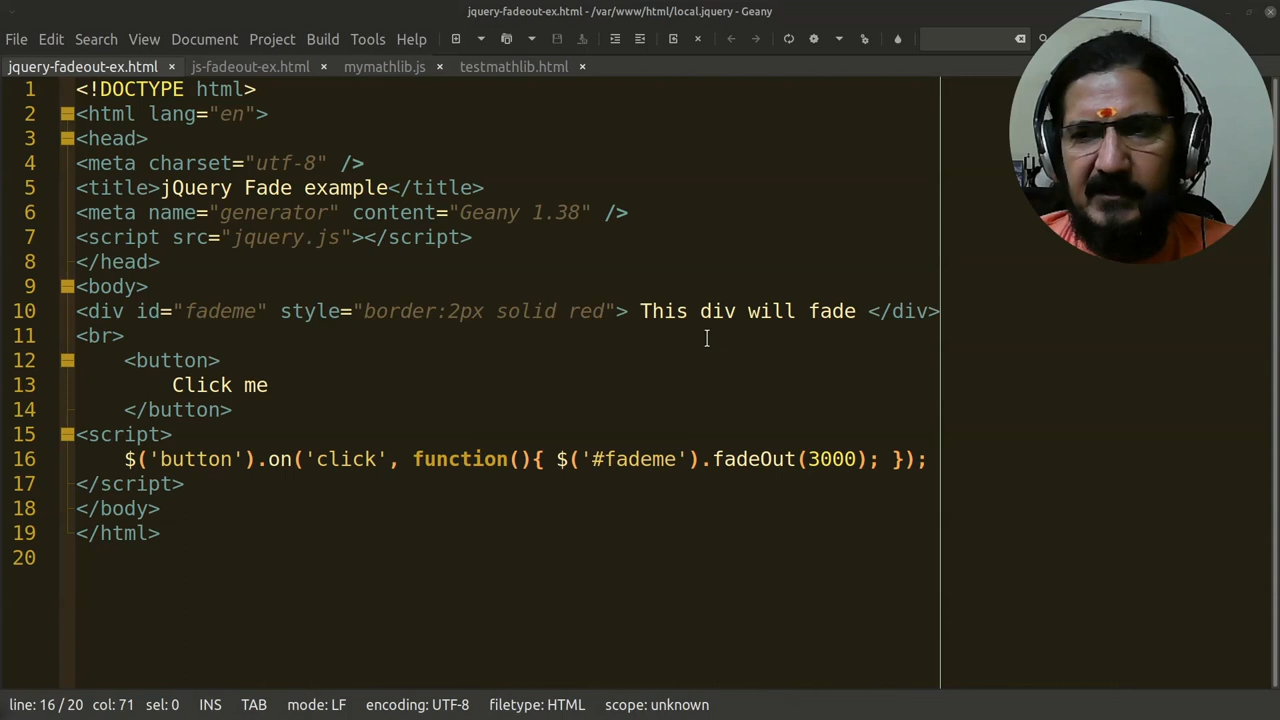 jquery-fadeout-ex.html - /var/www/html/local.jquery - Geany
File Edit Search View Document Project Build Tools Help
jquery-fadeout-ex.html × js-fadeout-ex.html × mymathlib.js × testmathlib.html ×
1 <!DOCTYPE html>
2 <html lang="en">
3 <head>
4 <meta charset="utf-8" />
5 <title>jQuery Fade example</title>
6 <meta name="generator" content="Geany 1.38" />
7 <script src="jquery.js"></script>
8 </head>
9 <body>
10 <div id="fademe" style="border:2px solid red"> This div will fade </div>
11 <br>
12 <button>
13 Click me
14 </button>
15 <script>
16 $('button').on('click', function(){ $('#fademe').fadeOut(3000); });
17 </script>
18 </body>
19 </html>
20
line: 16 / 20 col: 71 sel: 0 INS TAB mode: LF encoding: UTF-8 filetype: HTML scope: unknown